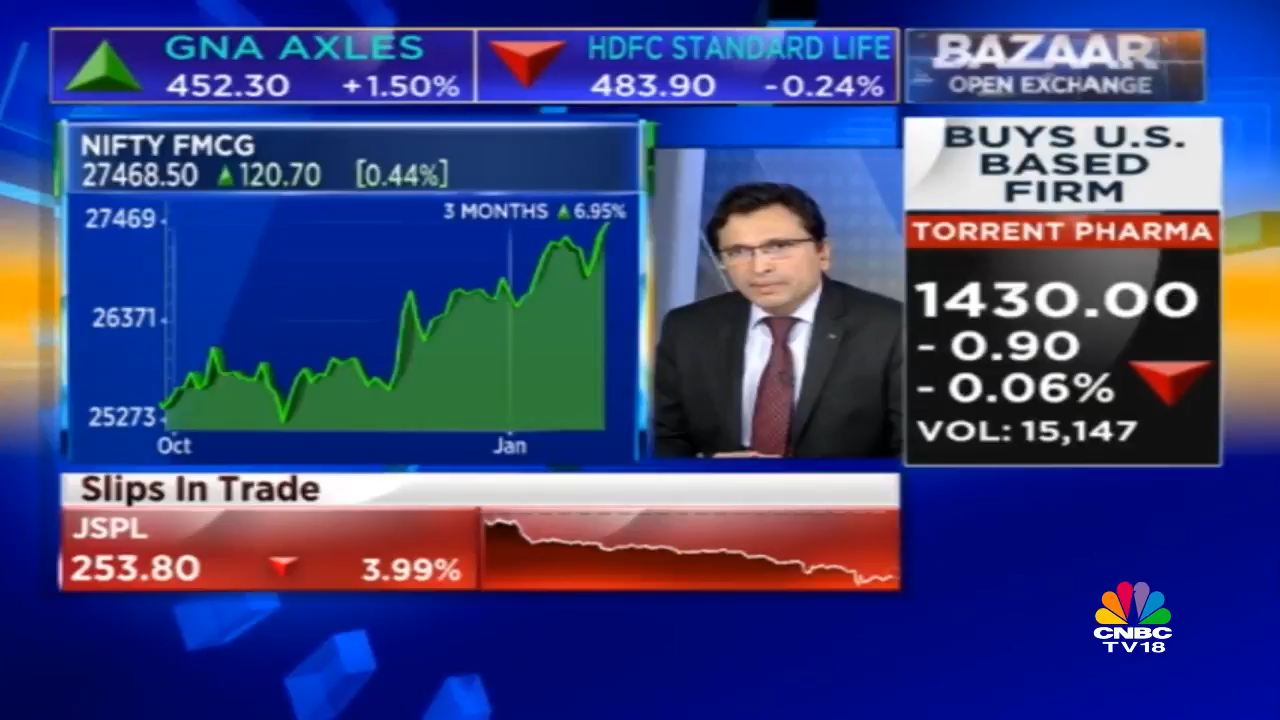 GNA AXLES
452.30 +1.50%
HDFC STANDARD LIFE
483.90 -0.24%
BAZAAR
OPEN EXCHANGE
NIFTY FMCG
27468.50 ▲120.70 [0.44%]
3 MONTHS ▲6.95%
27469
26371
25273
Oct Jan
BUYS U.S.
BASED
FIRM
TORRENT PHARMA
1430.00
- 0.90
- 0.06%
VOL: 15,147
Slips In Trade
JSPL
253.80 ▼ 3.99%
CNBC
TV18